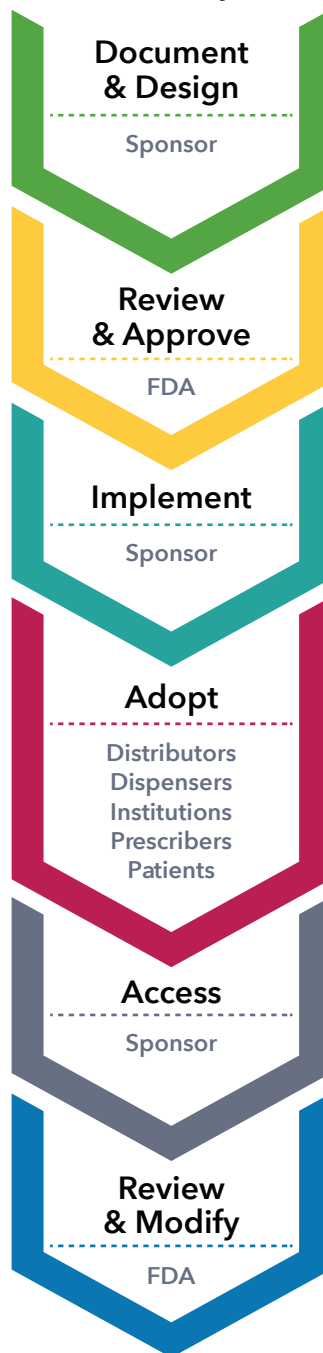 Document
& Design
Sponsor
Review
& Approve
FDA
Implement
Sponsor
Adopt
Distributors
Dispensers
Institutions
Prescribers
Patients
Access
Sponsor
Review
& Modify
FDA